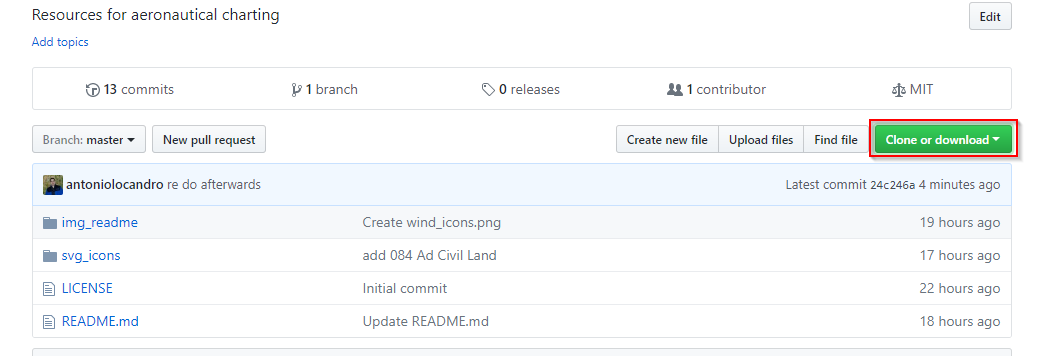 Resources for aeronautical charting
Edit
Add topics
13 commits 1 branch 0 releases 1 contributor MIT
Branch: master New pull request Create new file Upload files Find file Clone or download
antoniolocandro re do afterwards Latest commit 24c246a 4 minutes ago
img_readme Create wind_icons.png 19 hours ago
svg_icons add 084 Ad Civil Land 17 hours ago
LICENSE Initial commit 22 hours ago
README.md Update README.md 18 hours ago